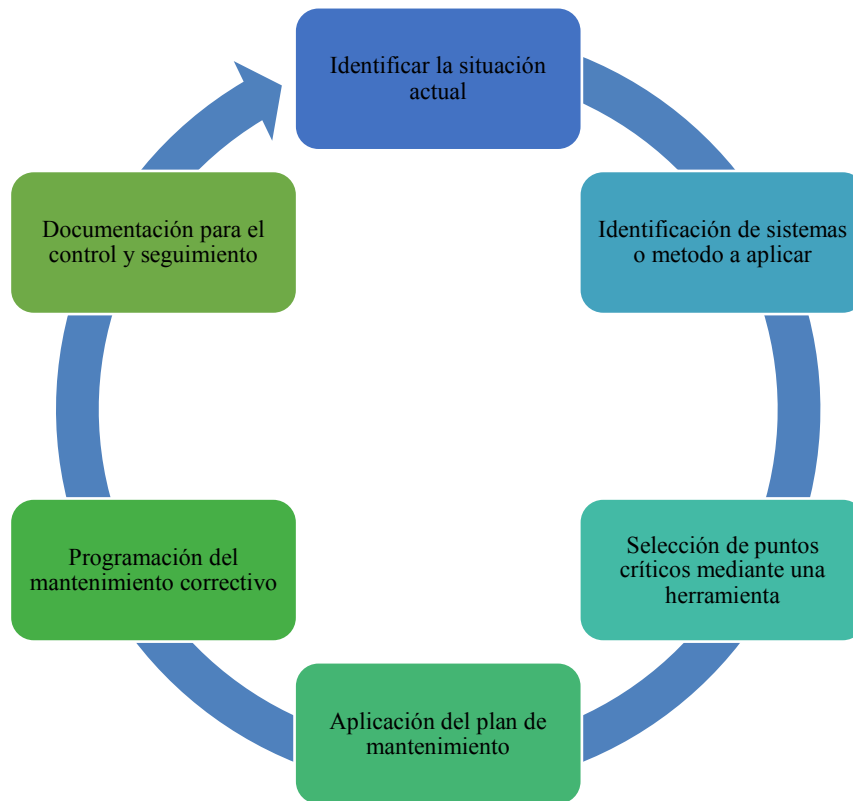 Identificar la situación
actual
Identificación de sistemas
o metodo a aplicar
Selección de puntos
críticos mediante una
herramienta
Aplicación del plan de
mantenimiento
Programación del
mantenimiento correctivo
Documentación para el
control y seguimiento